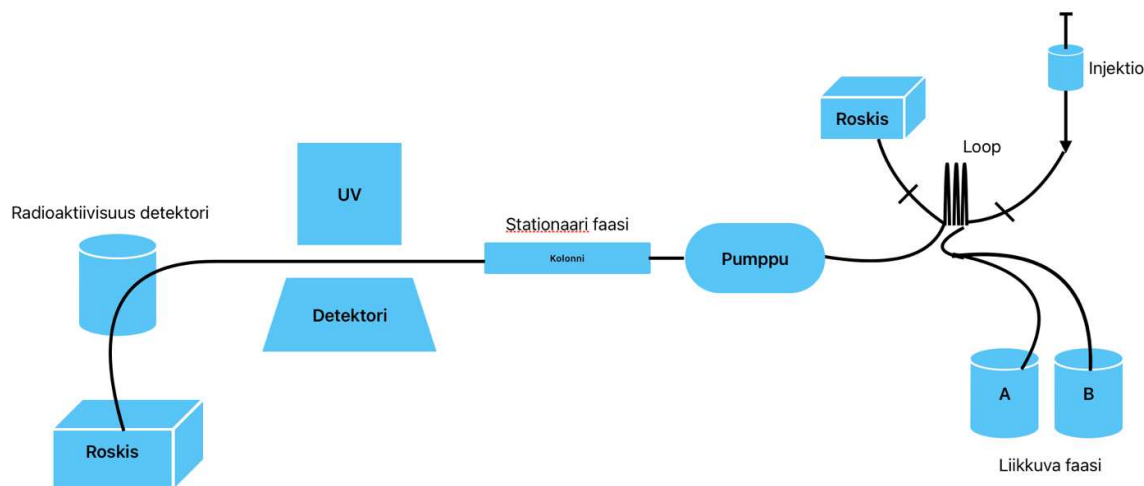 Injektio
Roskis
Loop
UV
Radioaktiivisuus detektori
Stationaari faasi
Kolonni
Pumppu
Detektori
A
B
Roskis
Liikkuva faasi